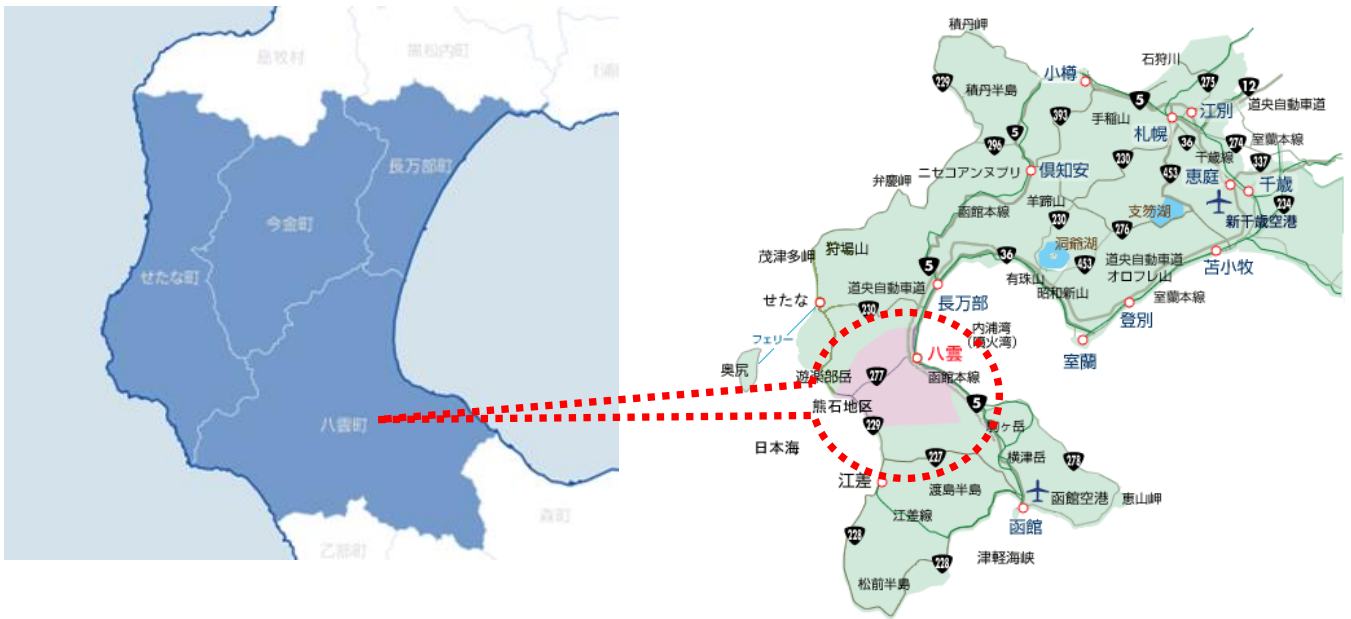 島牧村
黒松内町
長万部町
今金町
せたな町
八雲町
森町
乙部町
積丹岬
石狩川
小樽
229
積丹半島
275
12
5
道央自動車道
393
手稲山
江別
札幌
5
36
274
室蘭本線
296
千歳線
337
ニセコアンヌプリ
倶知安
230
453
恵庭
千歳
弁慶岬
羊蹄山
支笏湖
234
函館本線
230
276
新千歳空港
狩場山
洞爺湖
茂津多岬
5
36
453
道央自動車道
オロフレ山
苫小牧
有珠山
昭和新山
道央自動車道
長万部
室蘭本線
せたな
230
登別
内浦湾
(噴火湾)
フェリー
八雲
室蘭
奥尻
遊楽部岳
277
函館本線
熊石地区
5
229
駒ヶ岳
日本海
227
横津岳
278
江差
渡島半島
函館空港
恵山岬
江差線
函館
228
津軽海峡
228
松前半島